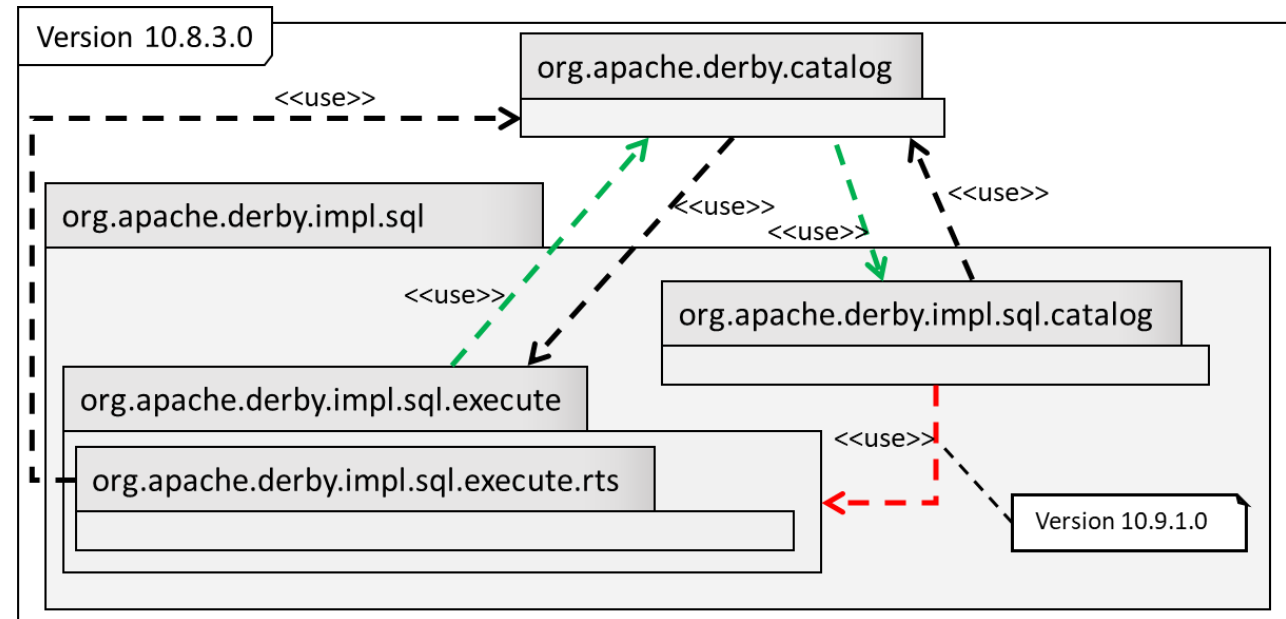 Version 10.8.3.0
org.apache.derby.catalog
<<use>>
<<use>>
<<use>>
<<use>>
org.apache.derby.impl.sql
<<use>>
org.apache.derby.impl.sql.catalog
org.apache.derby.impl.sql.execute
<<use>>
org.apache.derby.impl.sql.execute.rts
Version 10.9.1.0